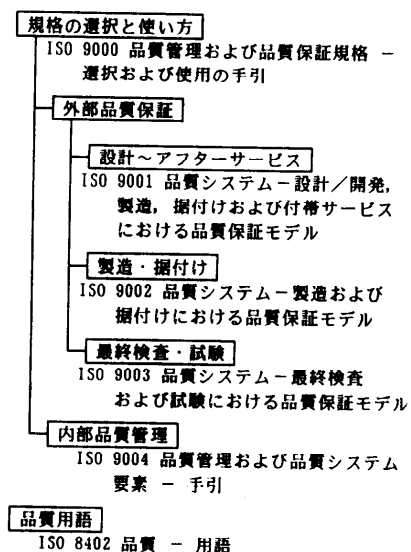 規格の選択と使い方
ISO 9000 品質管理および品質保証規格 －
選択および使用の手引
外部品質保証
設計～アフターサービス
ISO 9001 品質システム－設計／開発，
製造，据付けおよび付帯サービス
における品質保証モデル
製造・据付け
ISO 9002 品質システム－製造および
据付けにおける品質保証モデル
最終検査・試験
ISO 9003 品質システム－最終検査
および試験における品質保証モデル
内部品質管理
ISO 9004 品質管理および品質システム
要素 － 手引
品質用語
ISO 8402 品質 － 用語